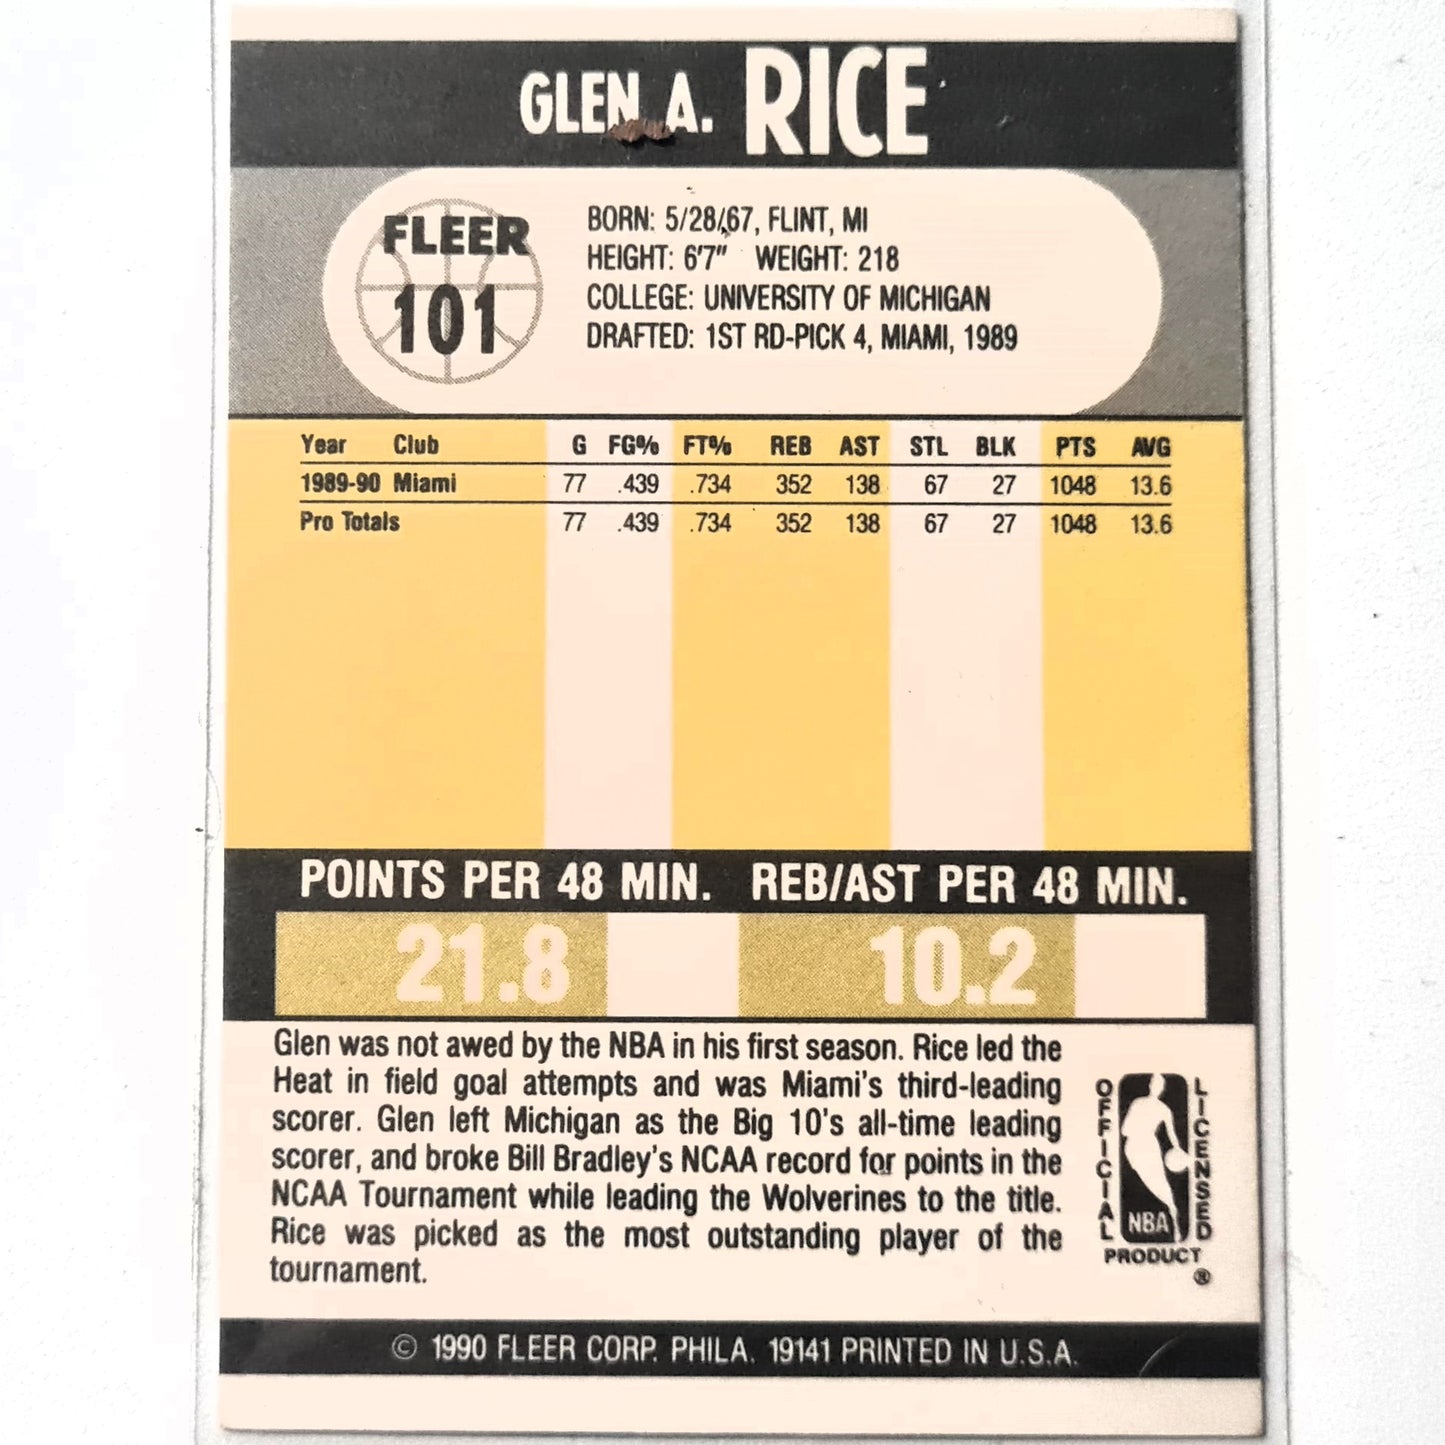 GLEN A. RICE
FLEER
101
BORN: 5/28/67, FLINT, MI
HEIGHT: 6'7" WEIGHT: 218
COLLEGE: UNIVERSITY OF MICHIGAN
DRAFTED: 1ST RD-PICK 4, MIAMI, 1989
Year Club G FG% FT% REB AST STL BLK PTS AVG
1989-90 Miami 77 .439 .734 352 138 67 27 1048 13.6
Pro Totals 77 .439 .734 352 138 67 27 1048 13.6
POINTS PER 48 MIN. REB/AST PER 48 MIN.
21.8 10.2
Glen was not awed by the NBA in his first season. Rice led the
Heat in field goal attempts and was Miami's third-leading
scorer. Glen left Michigan as the Big 10's all-time leading
scorer, and broke Bill Bradley's NCAA record for points in the
NCAA Tournament while leading the Wolverines to the title.
Rice was picked as the most outstanding player of the
tournament.
OFFICIAL
NBA
LICENSED
PRODUCT
®
© 1990 FLEER CORP. PHILA. 19141 PRINTED IN U.S.A.